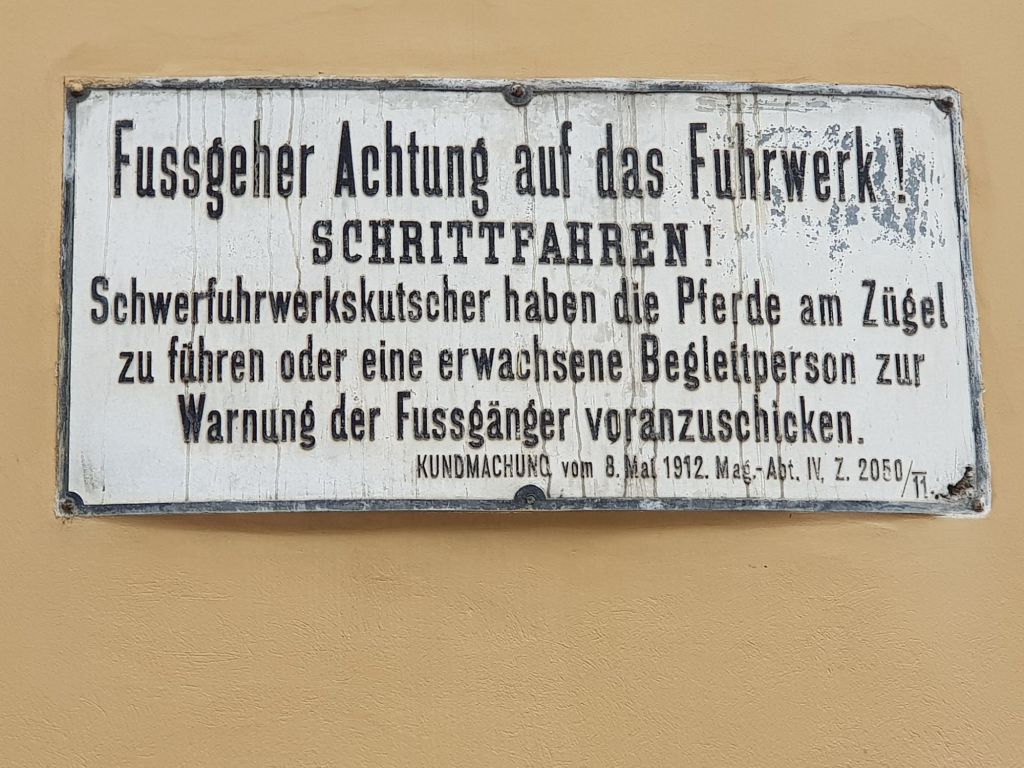 Fussgeher Achtung auf das Fuhrwerk!
SCHRITTFAHREN!
Schwerfuhrwerkskutscher haben die Pferde am Zügel
zu führen oder eine erwachsene Begleitperson zur
Warnung der Fussgänger voranzuschicken.
KUNDMACHUNG vom 8. Mai 1912. Mag.-Abt. IV, Z. 2050/11.